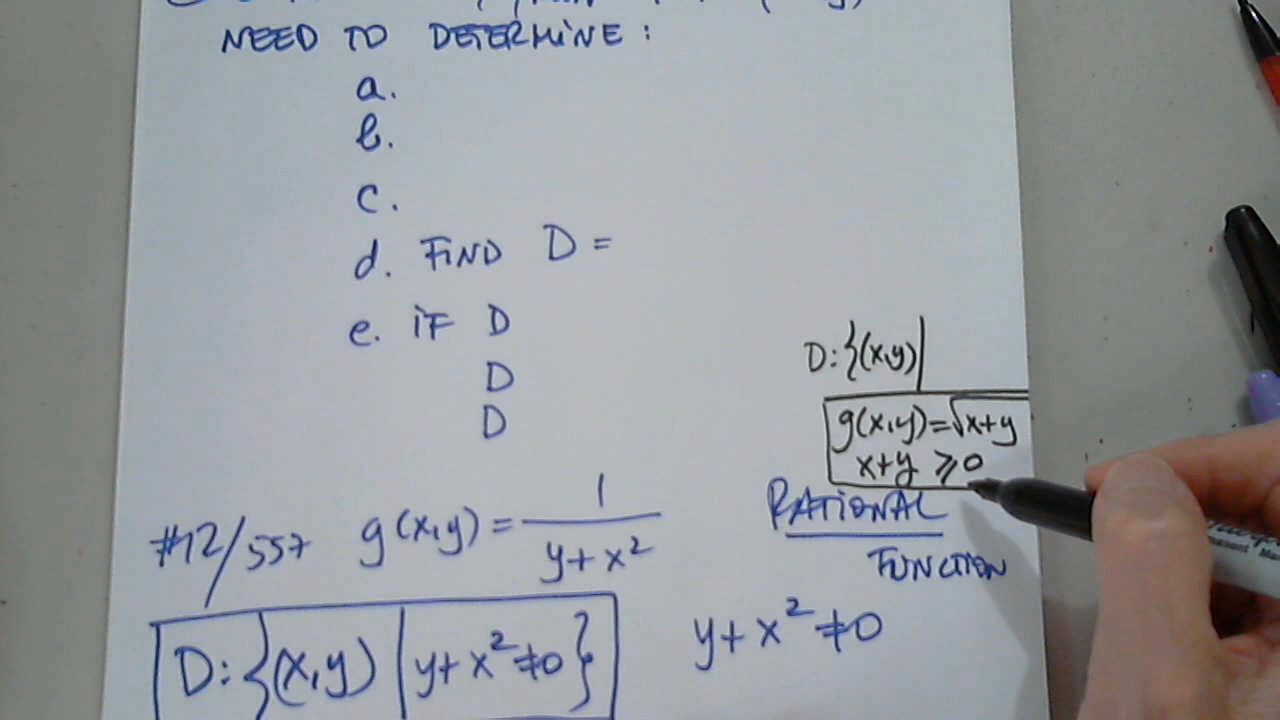 NEED TO DETERMINE:
a.
b.
c.
d. FIND D =
e. IF D
D
D
D: {(x,y)|
g(x,y)=√x+y
x+y ⩾0
RATIONAL
FUNCTION
#12/557 g(x,y) = 1/(y+x²)
D: {(x,y) | y+x²≠0}
y+x²≠0